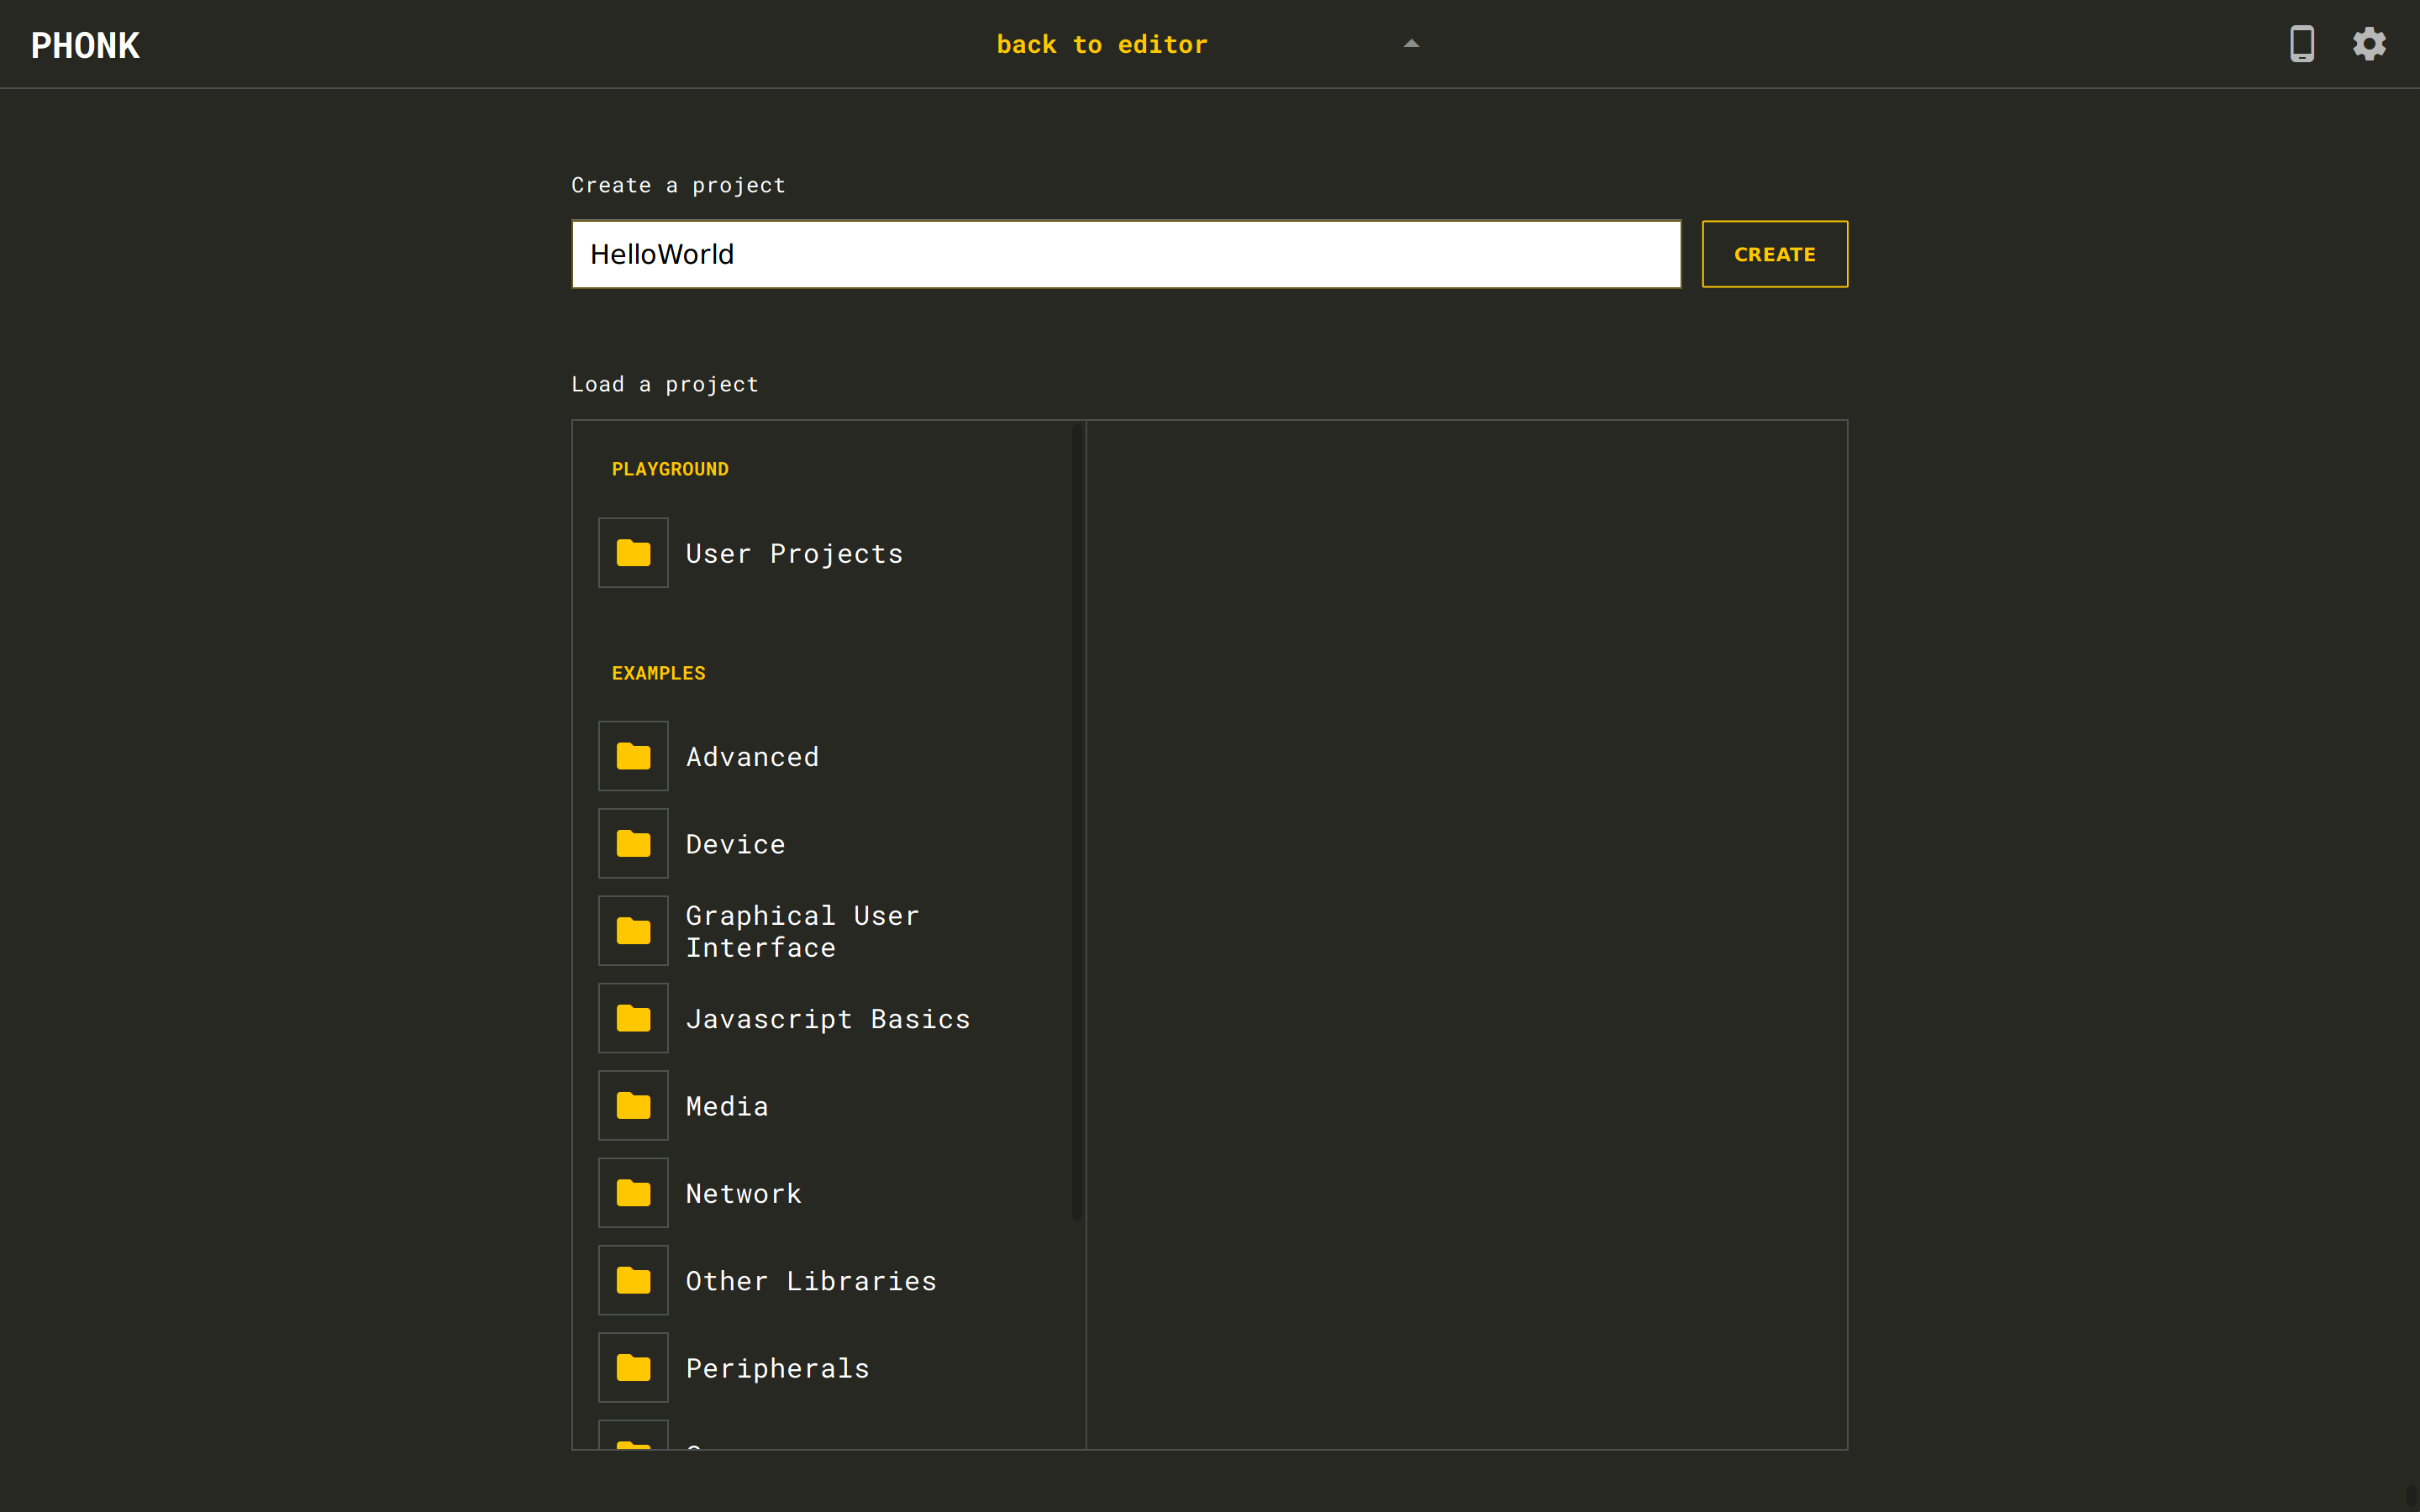 PHONK
back to editor
Create a project
HelloWorld
CREATE
Load a project
PLAYGROUND
User Projects
EXAMPLES
Advanced
Device
Graphical User
Interface
Javascript Basics
Media
Network
Other Libraries
Peripherals